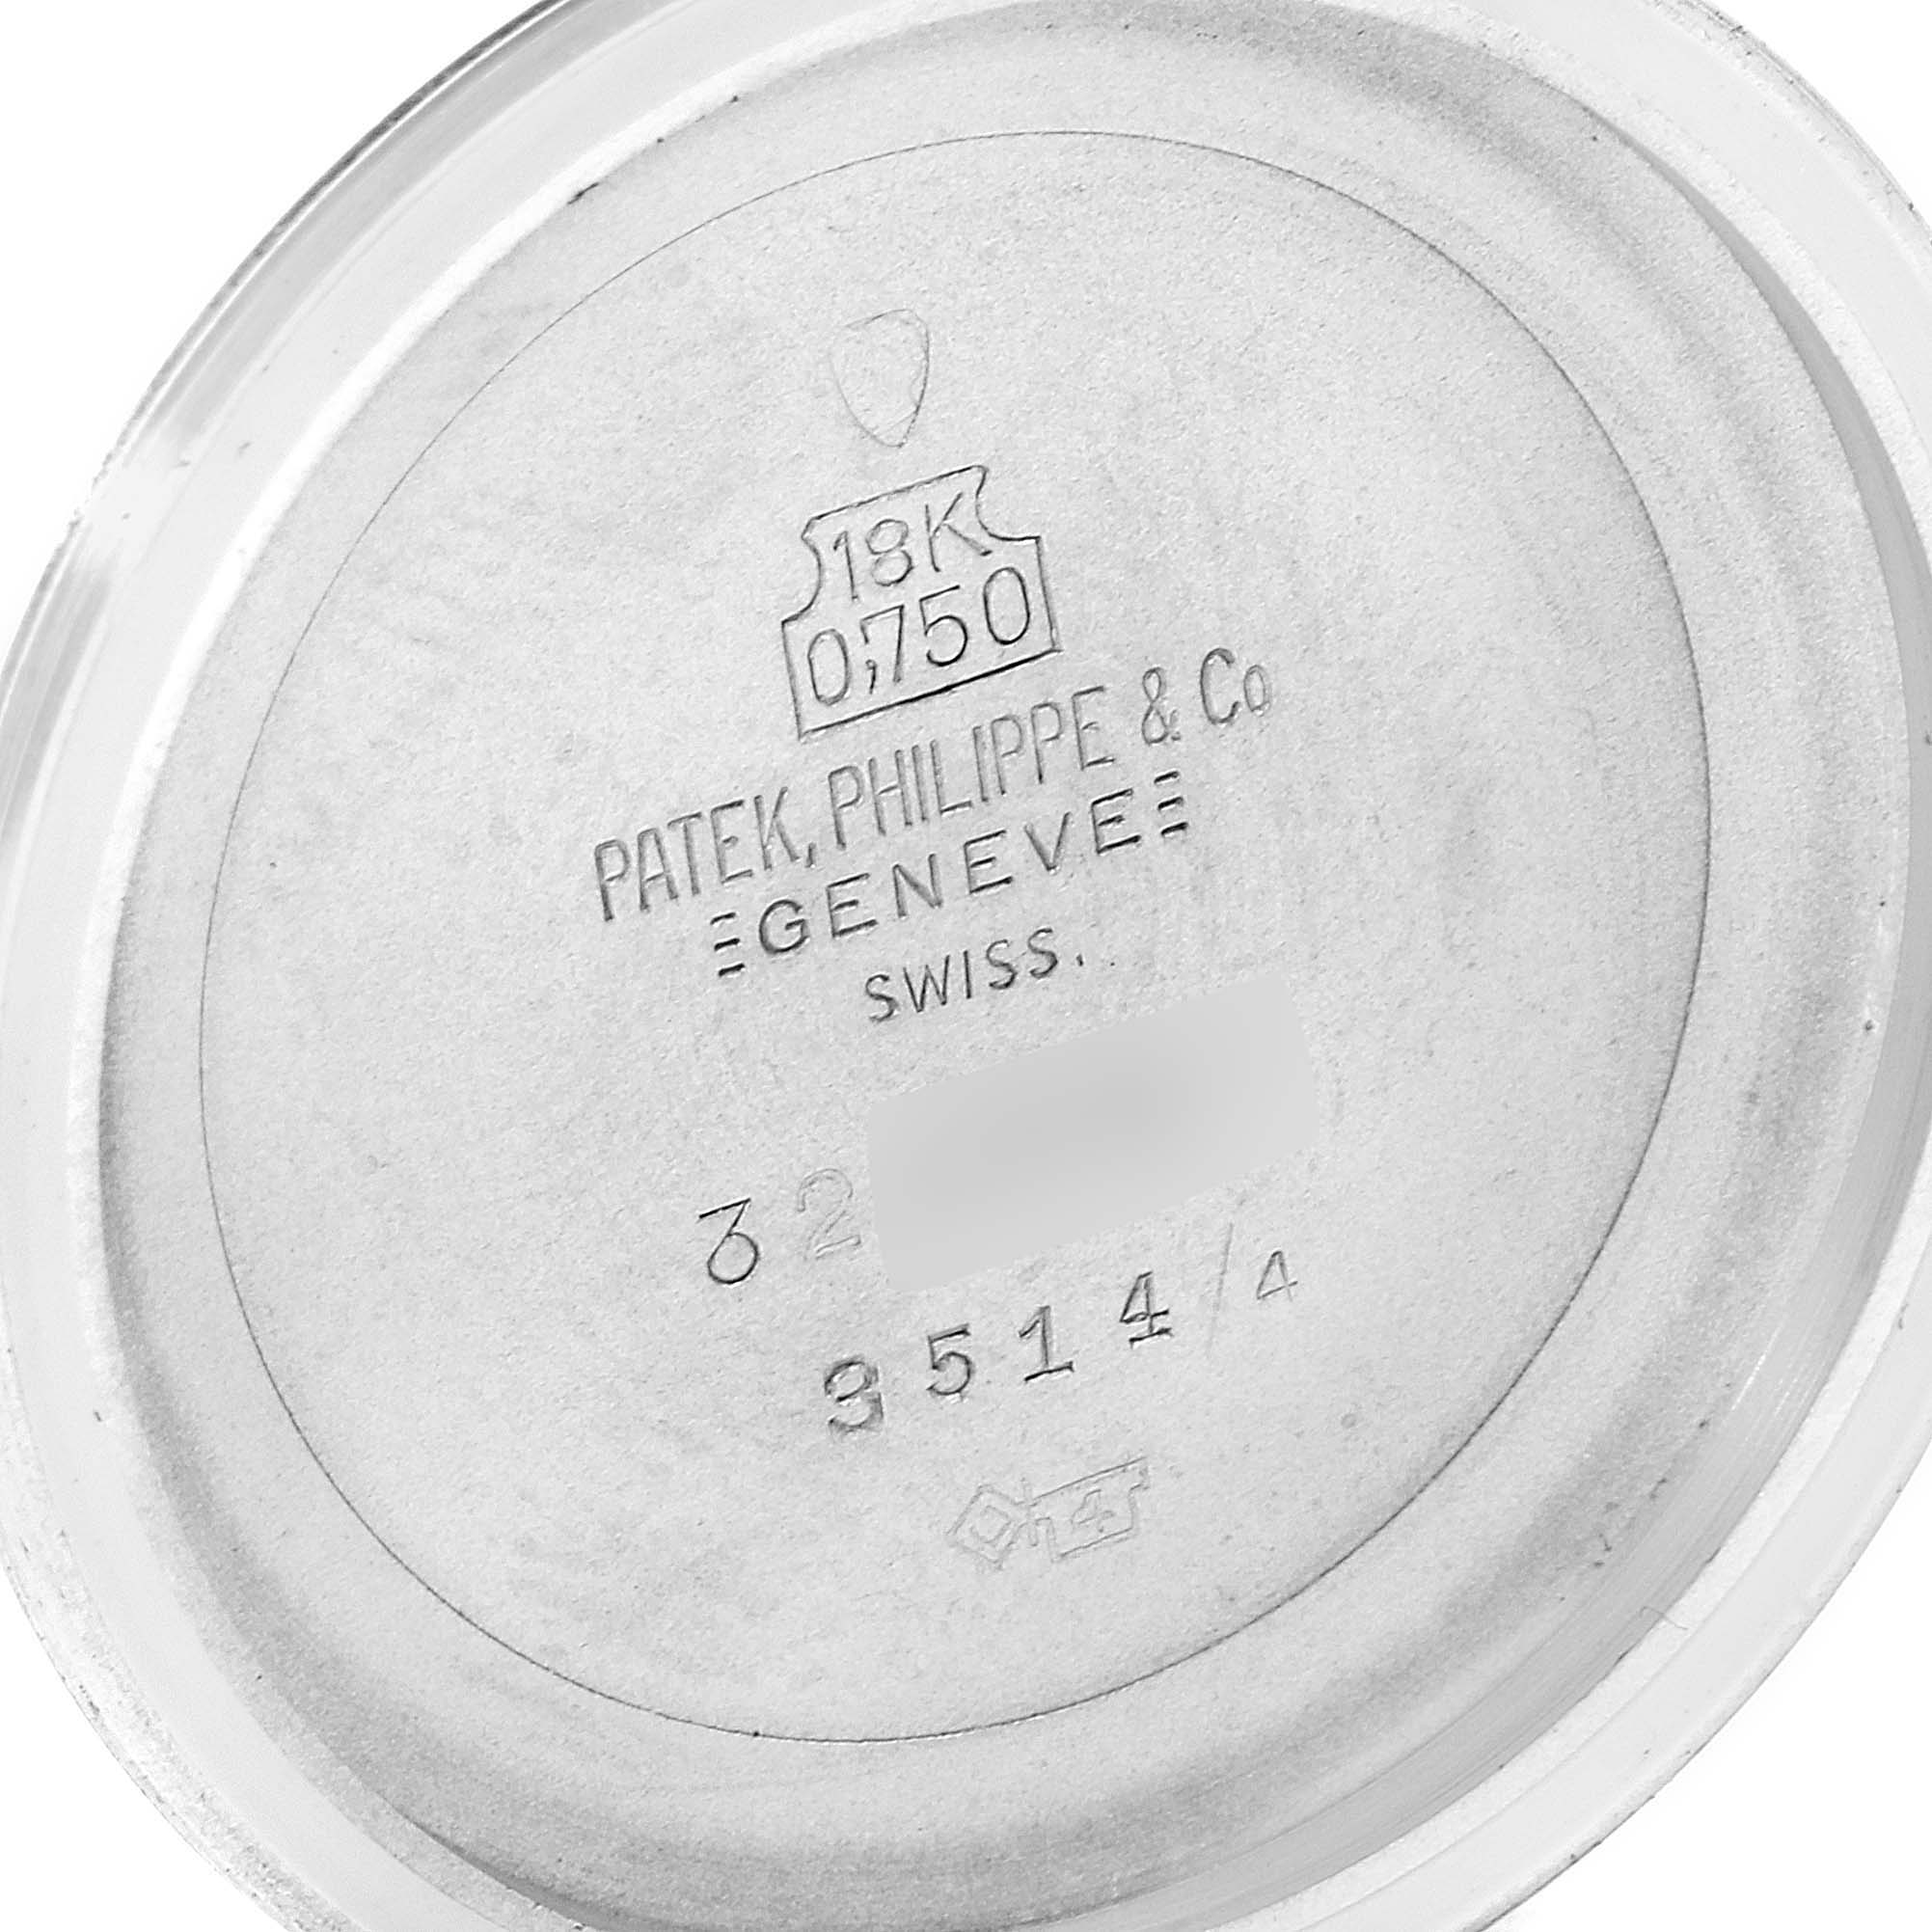 18K
0,750
PATEK, PHILIPPE & Co
GENEVE
SWISS.
32
3514/4